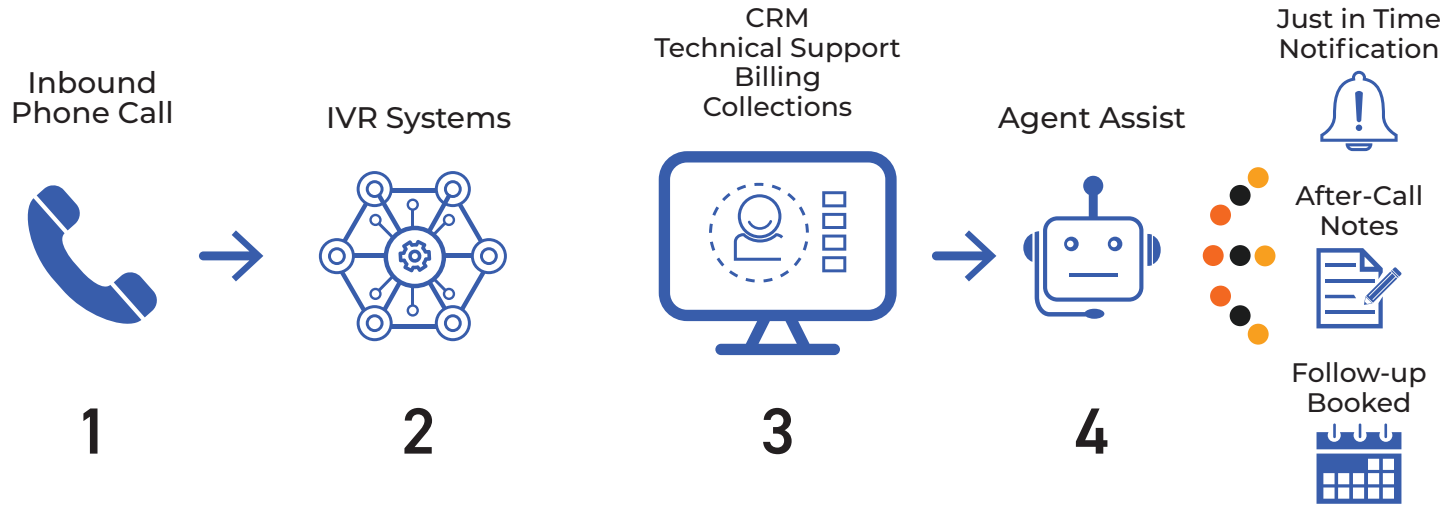 Inbound
Phone Call
1
IVR Systems
2
CRM
Technical Support
Billing
Collections
3
Agent Assist
4
Just in Time
Notification
After-Call
Notes
Follow-up
Booked